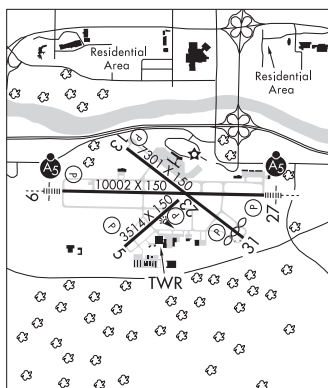 Residential
Area
Residential
Area
P
P
13
7301 X 150
H
A5
A5
P
10002 X 150
9
27
P
P
3514 X 150
23
P
P
5
31
TWR